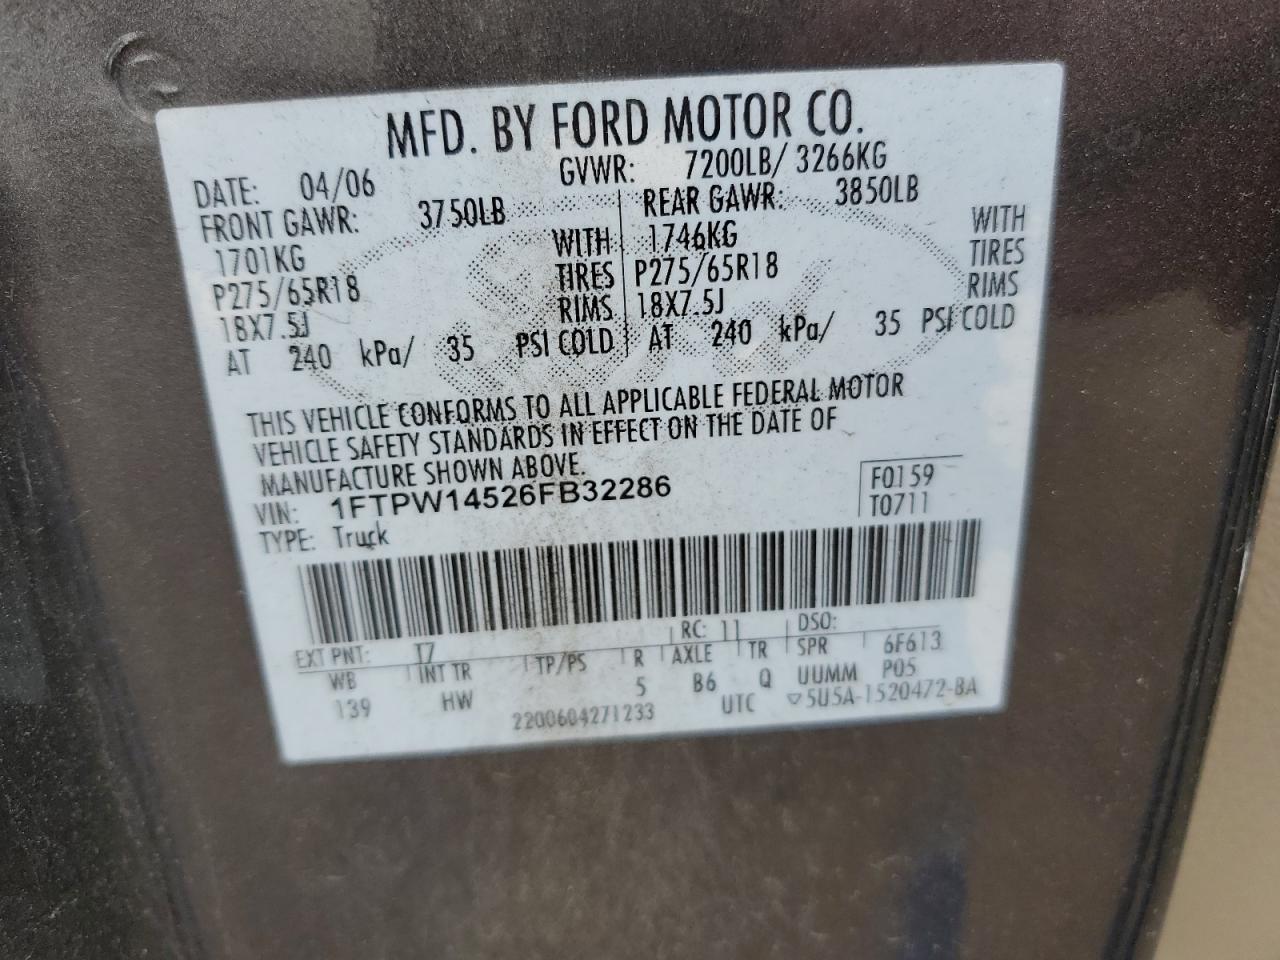 MFD. BY FORD MOTOR CO.
DATE: 04/06 GVWR: 7200LB/ 3266KG
FRONT GAWR: 3750LB REAR GAWR: 3850LB
1701KG WITH 1746KG WITH
P275/65R18 TIRES P275/65R18 TIRES
18X7.5J RIMS 18X7.5J RIMS
AT 240 kPa/ 35 PSI COLD AT 240 kPa/ 35 PSI COLD
THIS VEHICLE CONFORMS TO ALL APPLICABLE FEDERAL MOTOR
VEHICLE SAFETY STANDARDS IN EFFECT ON THE DATE OF
MANUFACTURE SHOWN ABOVE.
VIN: 1FTPW14526FB32286 F0159
TYPE: Truck T0711
EXT PNT: T7 RC: 11 DSO:
WB INT TR TP/PS R AXLE TR SPR 6F613
139 HW 5 B6 Q UUMM P05
2200604271233 UTC ▽5U5A-1520472-BA